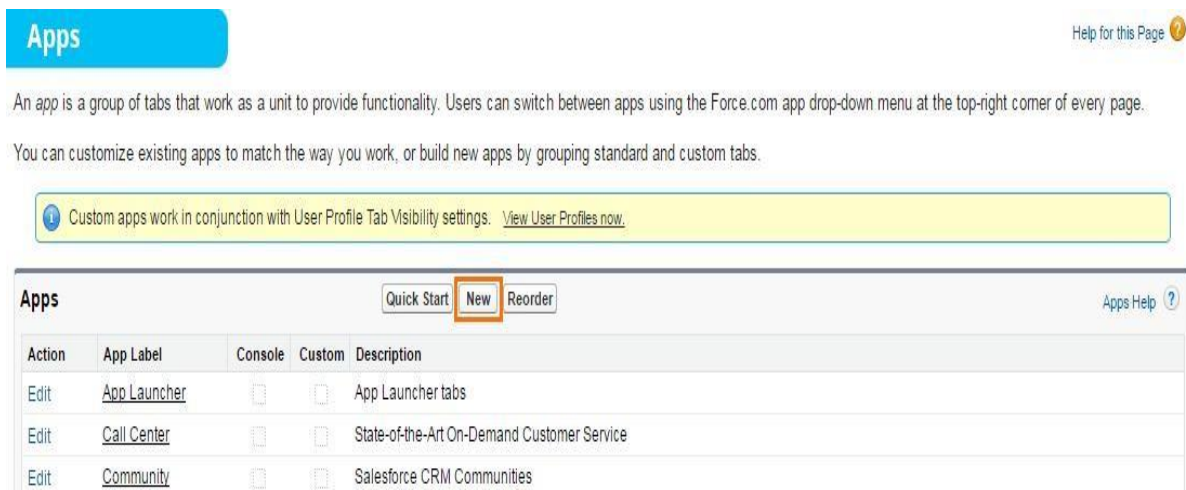 Apps
Help for this Page ?
An app is a group of tabs that work as a unit to provide functionality. Users can switch between apps using the Force.com app drop-down menu at the top-right corner of every page.
You can customize existing apps to match the way you work, or build new apps by grouping standard and custom tabs.
i Custom apps work in conjunction with User Profile Tab Visibility settings. View User Profiles now.
Apps Quick Start New Reorder Apps Help ?
Action App Label Console Custom Description
Edit App Launcher App Launcher tabs
Edit Call Center State-of-the-Art On-Demand Customer Service
Edit Community Salesforce CRM Communities